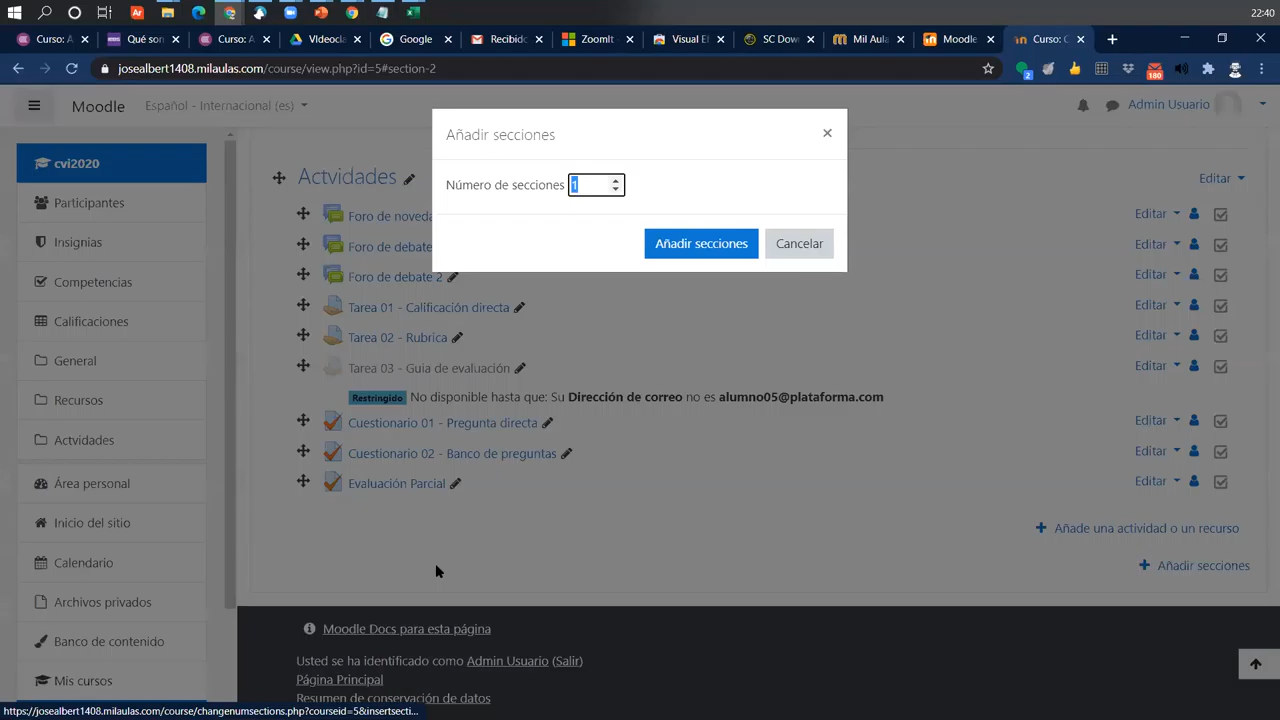 22:40
Curso: A
Qué son
Curso: A
Videocla
Google
Recibido
ZoomIt
Visual Ef
SC Dow
Mil Aula
Moodle
Curso: C
josealbert1408.milaulas.com/course/view.php?id=5#section-2
2
180
Moodle
Español - Internacional (es)
Admin Usuario
Añadir secciones
Número de secciones 1
Añadir secciones
Cancelar
cvi2020
Participantes
Insignias
Competencias
Calificaciones
General
Recursos
Actividades
Área personal
Inicio del sitio
Calendario
Archivos privados
Banco de contenido
Mis cursos
Actvidades
Editar
Foro de noveda
Editar
Foro de debate
Editar
Foro de debate 2
Editar
Tarea 01 - Calificación directa
Editar
Tarea 02 - Rubrica
Editar
Tarea 03 - Guia de evaluación
Editar
Restringido No disponible hasta que: Su Dirección de correo no es alumno05@plataforma.com
Cuestionario 01 - Pregunta directa
Editar
Cuestionario 02 - Banco de preguntas
Editar
Evaluación Parcial
Editar
Añade una actividad o un recurso
Añadir secciones
Moodle Docs para esta página
Usted se ha identificado como Admin Usuario (Salir)
Página Principal
Resumen de conservación de datos
https://josealbert1408.milaulas.com/course/changenumsections.php?courseid=5&insertsecti...